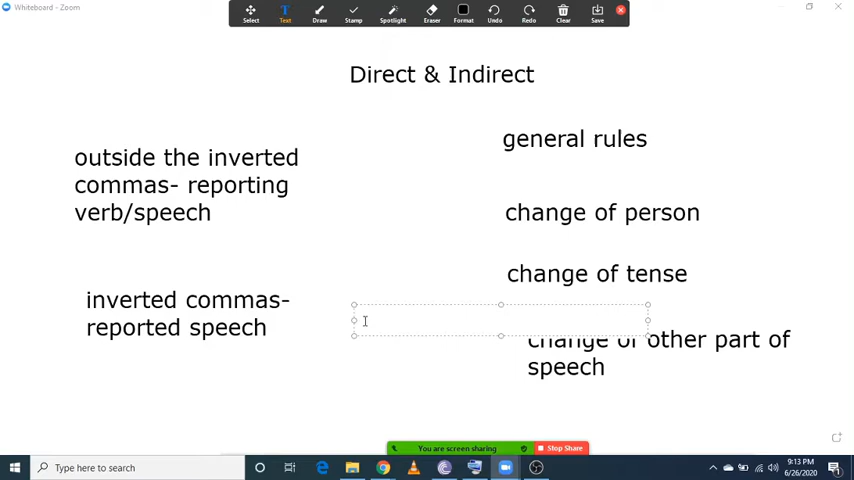 Whiteboard - Zoom
Select
Text
Draw
Stamp
Spotlight
Eraser
Format
Undo
Redo
Clear
Save
Direct & Indirect
outside the inverted
commas- reporting
verb/speech
inverted commas-
reported speech
general rules
change of person
change of tense
change of other part of
speech
You are screen sharing
Stop Share
Type here to search
9:13 PM
6/26/2020